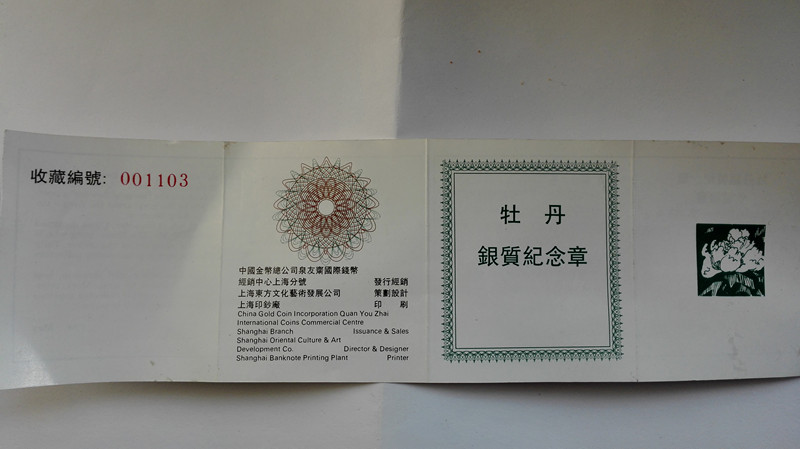 收藏編號: 001103
中國金幣總公司泉友齋國際錢幣
經銷中心上海分號 發行經銷
上海東方文化藝術發展公司 策劃設計
上海印鈔廠 印 刷
China Gold Coin Incorporation Quan You Zhai
International Coins Commercial Centre
Shanghai Branch Issuance & Sales
Shanghai Oriental Culture & Art
Development Co. Director & Designer
Shanghai Banknote Printing Plant Printer
牡 丹
銀質紀念章